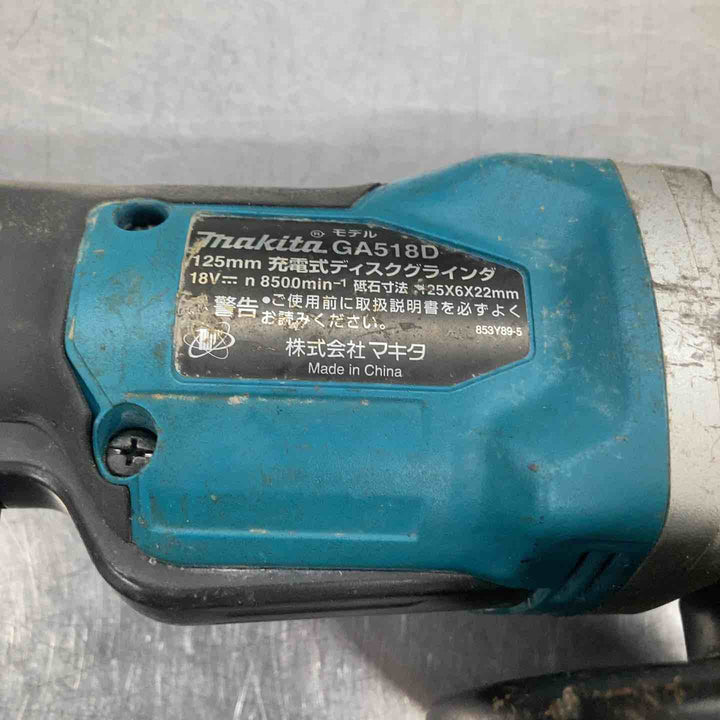 モデル
makita® GA518D
125mm 充電式ディスクグラインダ
18V⎓ n 8500min⁻¹ 砥石寸法 125X6X22mm
警告 ●ご使用前に取扱説明書を必ずよく
お読みください。
853Y89-5
株式会社 マキタ
Made in China